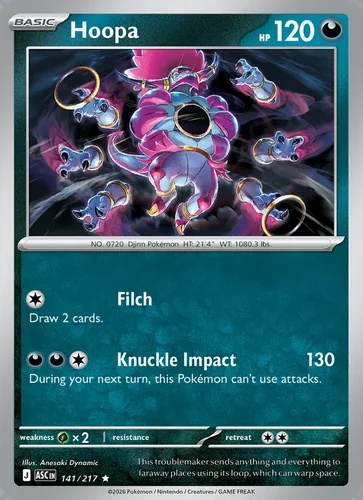 BASIC Hoopa HP 120
NO. 0720 Djinn Pokémon HT: 21'4" WT: 1080.3 lbs.
Filch
Draw 2 cards.
Knuckle Impact 130
During your next turn, this Pokémon can't use attacks.
weakness ×2 resistance retreat
Illus. Anesaki Dynamic
This troublemaker sends anything and everything to
faraway places using its loop, which can warp space.
J ASC EN 141/217 ★
©2026 Pokémon / Nintendo / Creatures / GAME FREAK